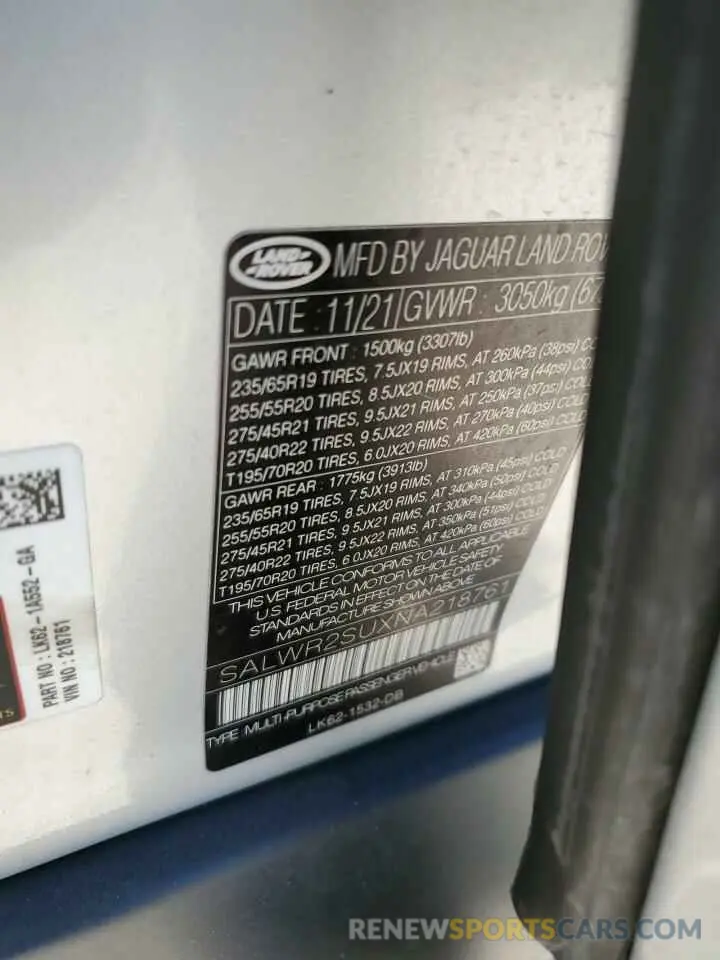 LAND ROVER
MFD BY JAGUAR LAND
DATE : 11/21 GVWR : 3050kg
GAWR FRONT : 1500kg (3307lb)
235/65R19 TIRES, 7.5JX19 RIMS, AT 260kPa (38psi)
255/55R20 TIRES, 8.5JX20 RIMS, AT 300kPa (44psi)
275/45R21 TIRES, 9.5JX21 RIMS, AT 250kPa (37psi)
275/40R22 TIRES, 9.5JX22 RIMS, AT 270kPa (40psi)
T195/70R20 TIRES, 6.0JX20 RIMS, AT 420kPa (60psi) COLD
GAWR REAR : 1775kg (3913lb)
235/65R19 TIRES, 7.5JX19 RIMS, AT 310kPa (45psi) COLD
255/55R20 TIRES, 8.5JX20 RIMS, AT 340kPa (50psi) COLD
275/45R21 TIRES, 9.5JX21 RIMS, AT 300kPa (44psi) COLD
275/40R22 TIRES, 9.5JX22 RIMS, AT 350kPa (51psi) COLD
T195/70R20 TIRES, 6.0JX20 RIMS, AT 420kPa (60psi) COLD
THIS VEHICLE CONFORMS TO ALL APPLICABLE
U.S. FEDERAL MOTOR VEHICLE SAFETY
STANDARDS IN EFFECT ON THE DATE OF
MANUFACTURE SHOWN ABOVE
SALWR2SUXNA218761
TYPE MULTI-PURPOSE PASSENGER VEHICLE
LK62-1532-DB
PART NO : LK62-1A552-GA
VIN NO : 218761
RENEWSPORTSCARS.COM